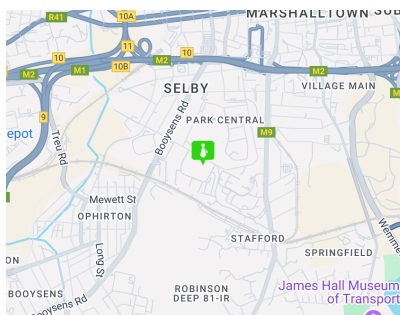 MARSHALLTOWN
R41
10A
11
10
10
M2
10B
M1
M2
M2
SELBY
VILLAGE MAIN
9
PARK CENTRAL
M9
epot
Treu Rd
Booysens Rd
Mewett St
OPHIRTON
Long St
STAFFORD
SPRINGFIELD
Wemme
ON
BOOYSENS
Booysens Rd
ROBINSON
DEEP 81-IR
James Hall Museum
of Transport